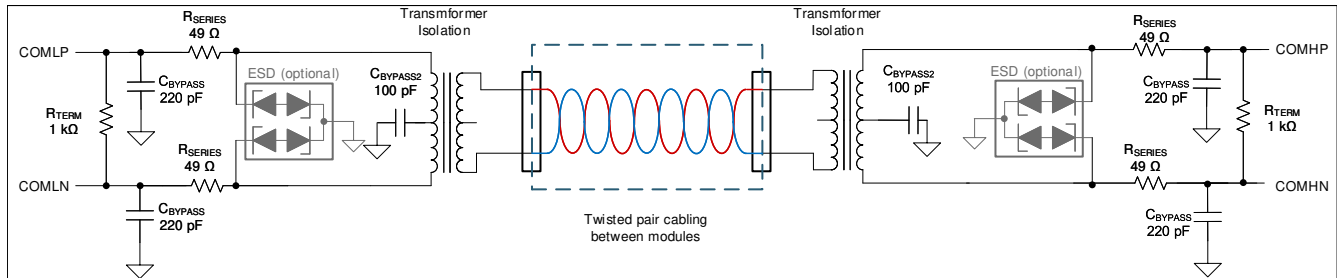 Transmformer
Isolation
Transmformer
Isolation
RSERIES
49 Ω
COMLP
ESD (optional)
CBYPASS
220 pF
CBYPASS2
100 pF
RTERM
1 kΩ
RSERIES
49 Ω
COMLN
CBYPASS
220 pF
Twisted pair cabling
between modules
CBYPASS2
100 pF
ESD (optional)
RSERIES
49 Ω
COMHP
CBYPASS
220 pF
RTERM
1 kΩ
RSERIES
49 Ω
COMHN
CBYPASS
220 pF